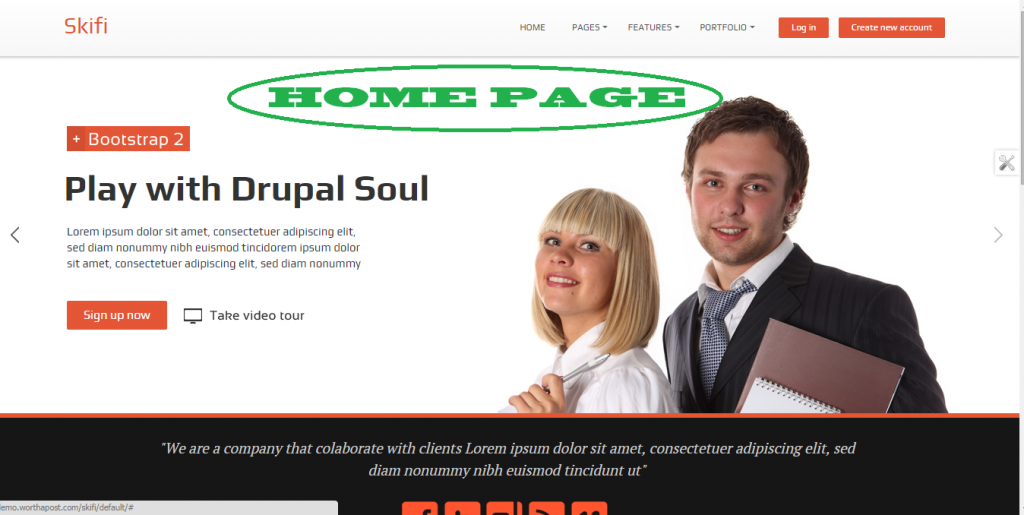 Skifi
HOME PAGES FEATURES PORTFOLIO Log in Create new account
HOME PAGE
+ Bootstrap 2
Play with Drupal Soul
Lorem ipsum dolor sit amet, consectetuer adipiscing elit,
sed diam nonummy nibh euismod tincidorem ipsum dolor
sit amet, consectetuer adipiscing elit, sed diam nonummy
Sign up now Take video tour
"We are a company that colaborate with clients Lorem ipsum dolor sit amet, consectetuer adipiscing elit, sed
diam nonummy nibh euismod tincidunt ut"
demo.worthapost.com/skifi/default/#